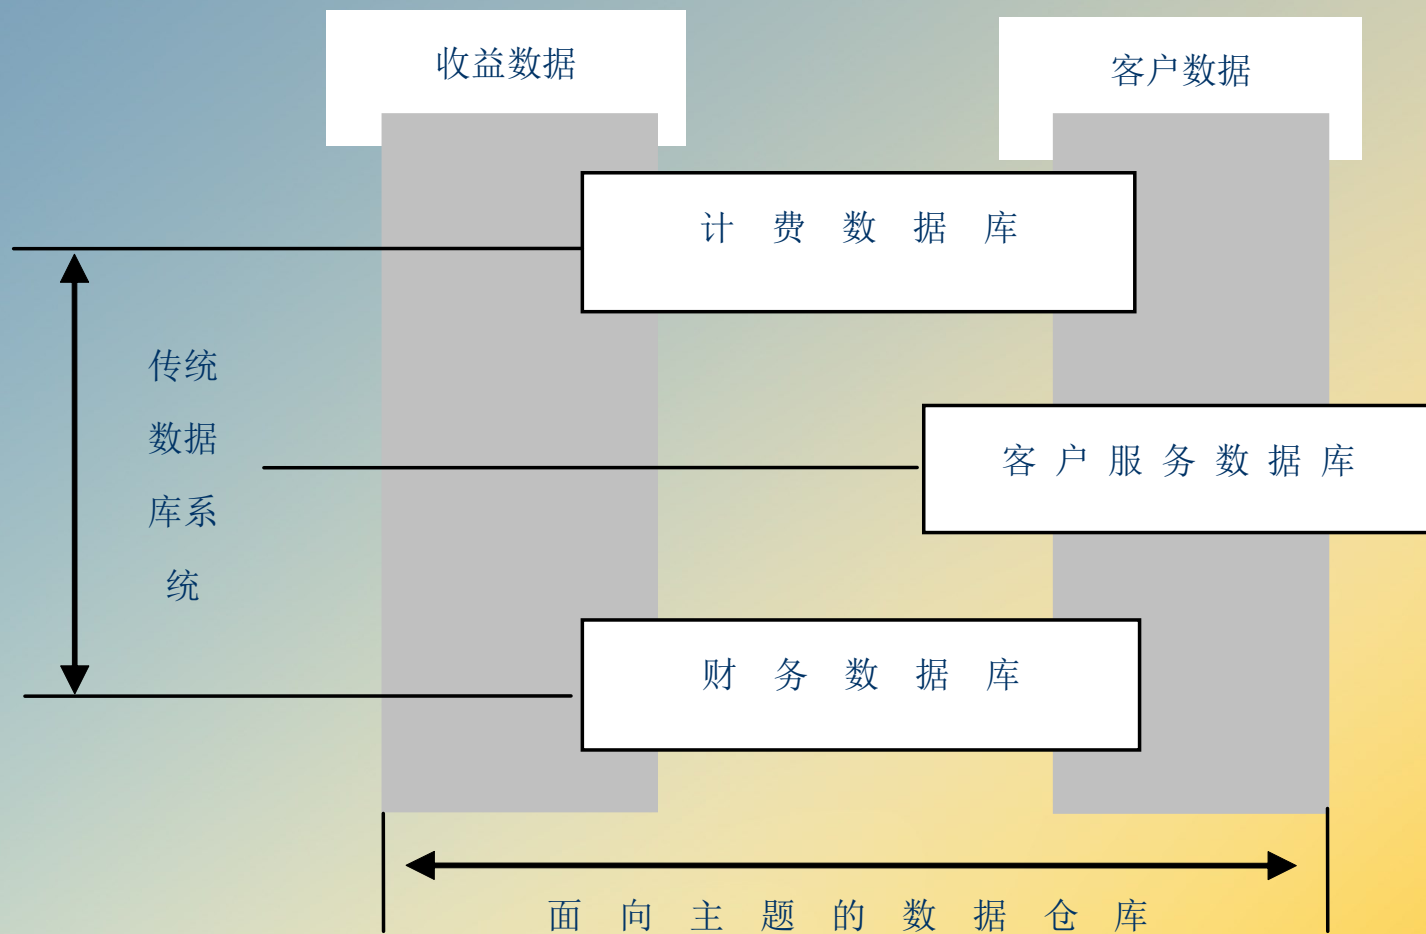 收益数据
客户数据
计费数据库
传统
数据
库系
统
客户服务数据库
财务数据库
面向主题的数据仓库